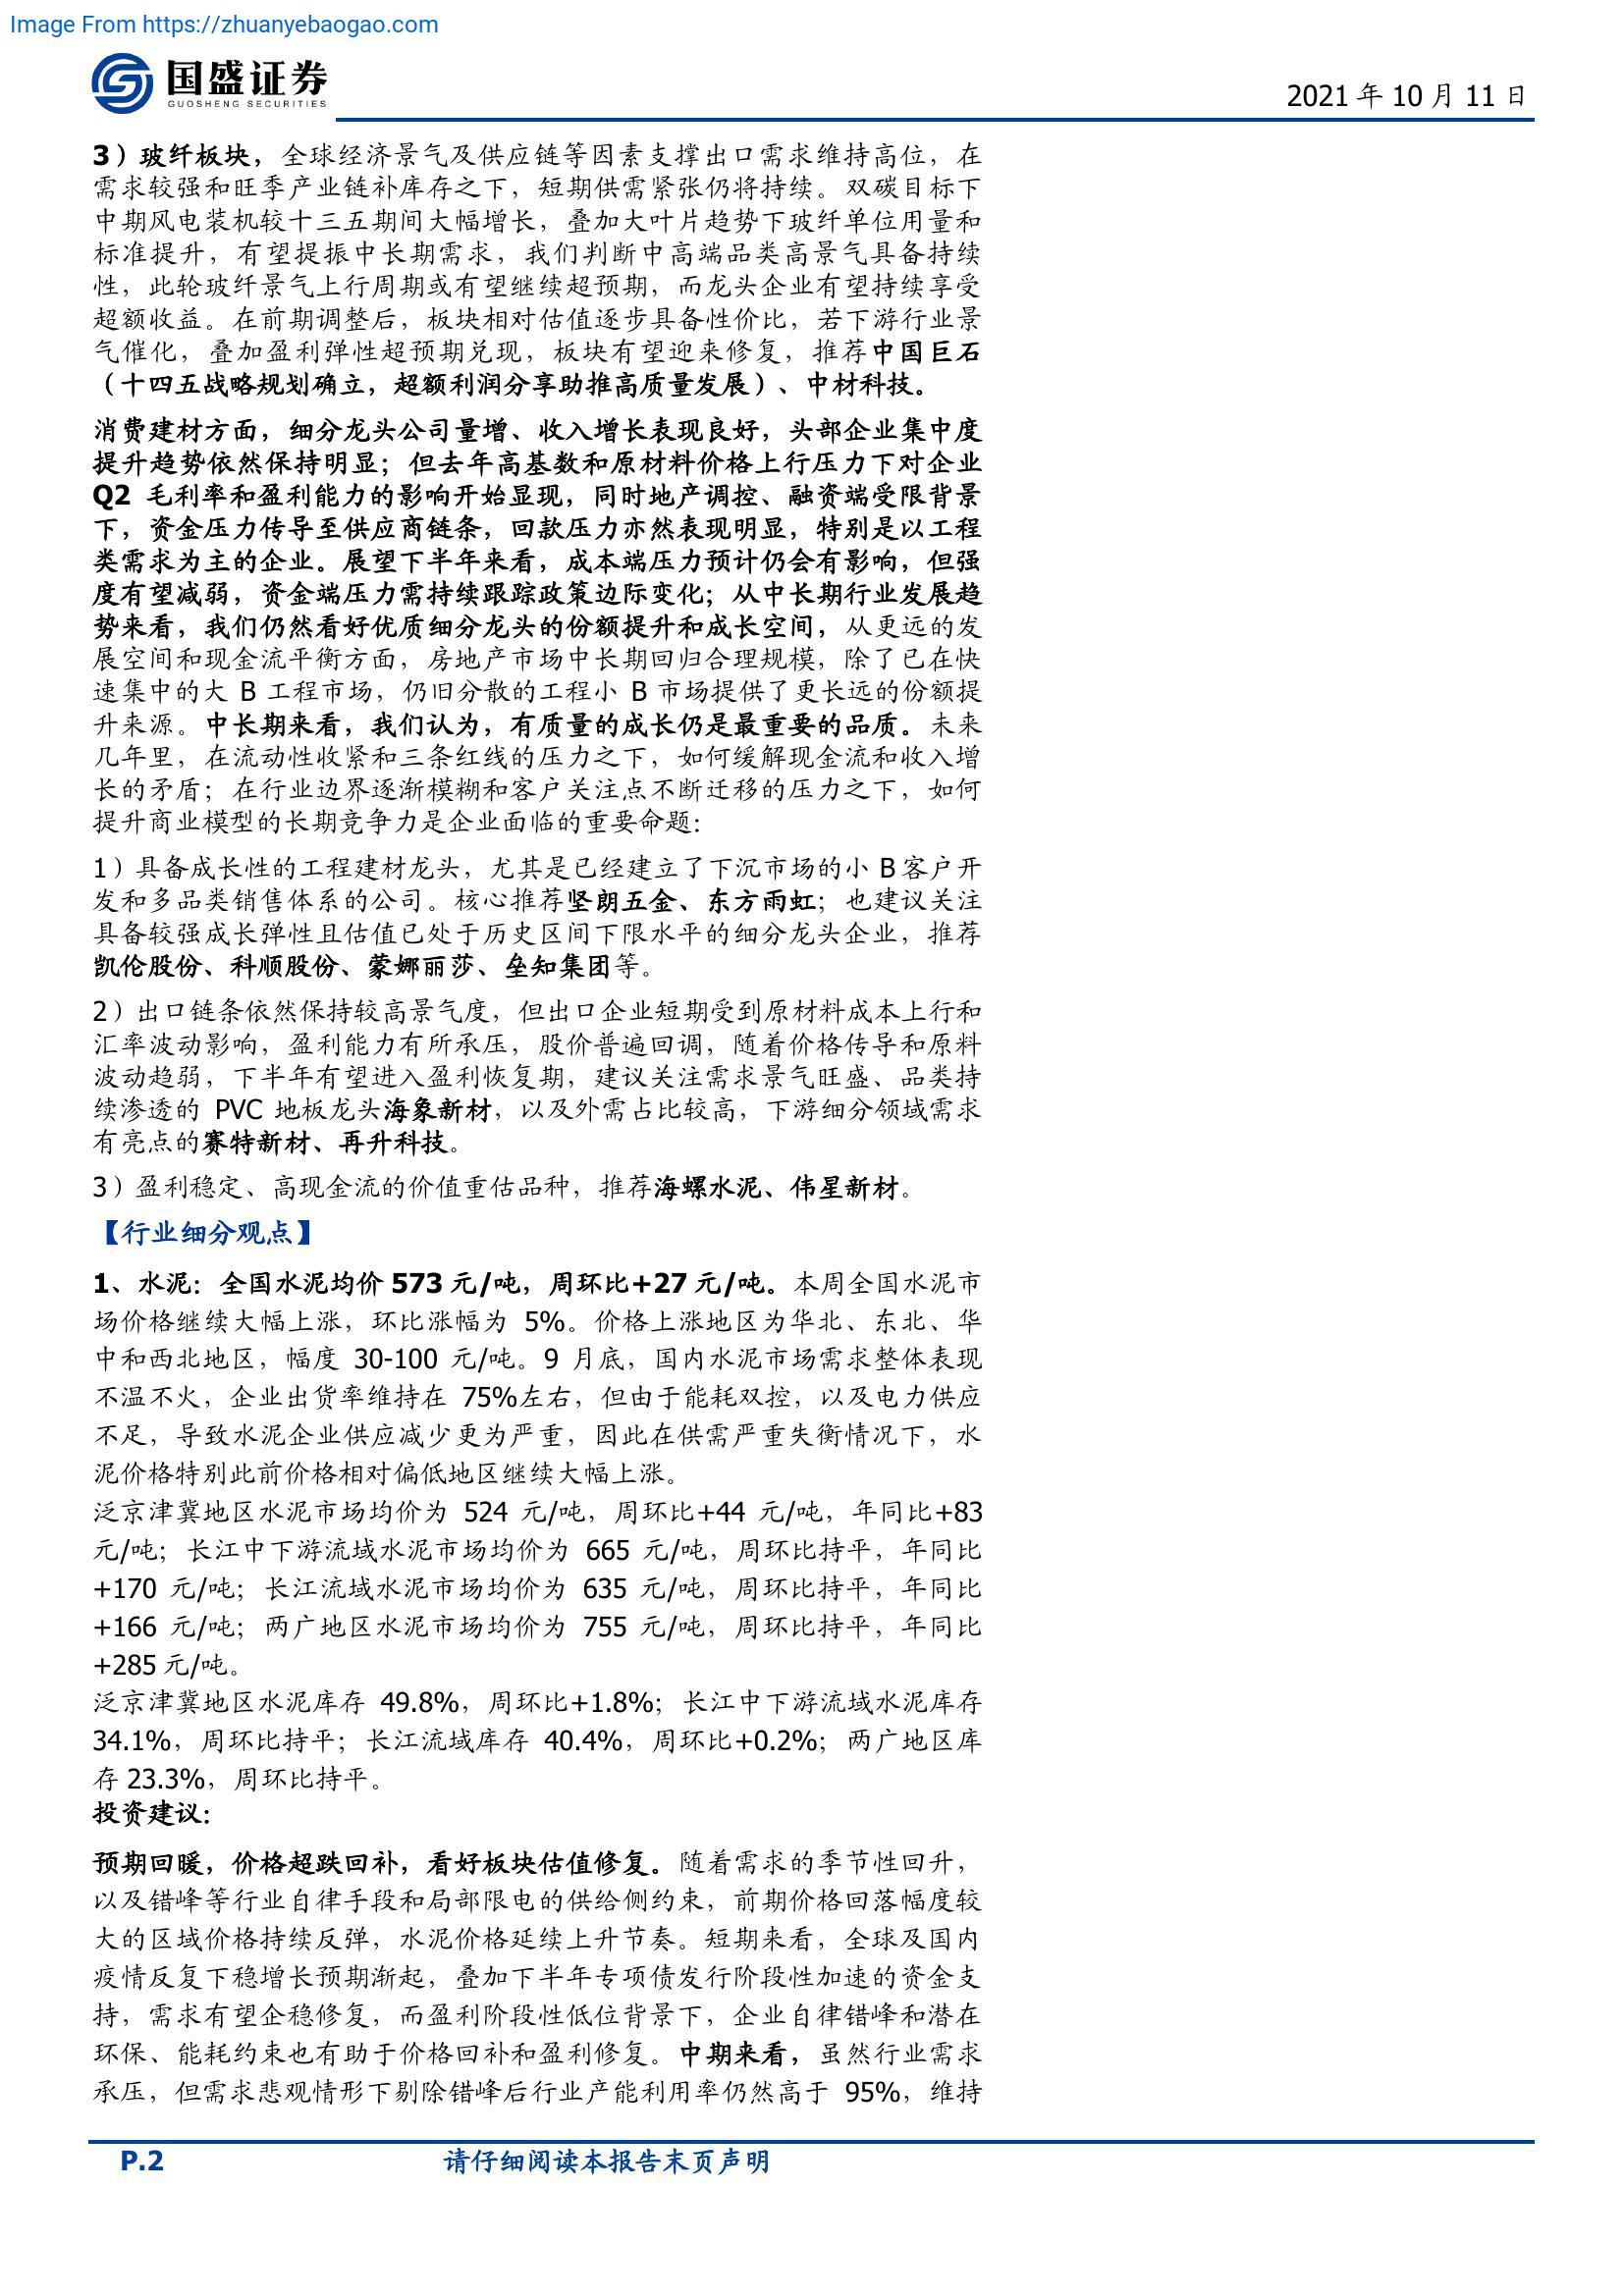 Image From https://zhuanyebaogao.com
国盛证券
GUOSHENG SECURITIES
2021 年 10 月 11 日
3）玻纤板块，全球经济景气及供应链等因素支撑出口需求维持高位，在
需求较强和旺季产业链补库存之下，短期供需紧张仍将持续。双碳目标下
中期风电装机较十三五期间大幅增长，叠加大叶片趋势下玻纤单位用量和
标准提升，有望提振中长期需求，我们判断中高端品类高景气具备持续
性，此轮玻纤景气上行周期或有望继续超预期，而龙头企业有望持续享受
超额收益。在前期调整后，板块相对估值逐步具备性价比，若下游行业景
气催化，叠加盈利弹性超预期兑现，板块有望迎来修复，推荐中国巨石
（十四五战略规划确立，超额利润分享助推高质量发展）、中材科技。
消费建材方面，细分龙头公司量增、收入增长表现良好，头部企业集中度
提升趋势依然保持明显；但去年高基数和原材料价格上行压力下对企业
Q2 毛利率和盈利能力的影响开始显现，同时地产调控、融资端受限背景
下，资金压力传导至供应商链条，回款压力亦然表现明显，特别是以工程
类需求为主的企业。展望下半年来看，成本端压力预计仍会有影响，但强
度有望减弱，资金端压力需持续跟踪政策边际变化；从中长期行业发展趋
势来看，我们仍然看好优质细分龙头的份额提升和成长空间，从更远的发
展空间和现金流平衡方面，房地产市场中长期回归合理规模，除了已在快
速集中的大 B 工程市场，仍旧分散的工程小 B 市场提供了更长远的份额提
升来源。中长期来看，我们认为，有质量的成长仍是最重要的品质。未来
几年里，在流动性收紧和三条红线的压力之下，如何缓解现金流和收入增
长的矛盾；在行业边界逐渐模糊和客户关注点不断迁移的压力之下，如何
提升商业模型的长期竞争力是企业面临的重要命题：
1）具备成长性的工程建材龙头，尤其是已经建立了下沉市场的小 B 客户开
发和多品类销售体系的公司。核心推荐坚朗五金、东方雨虹；也建议关注
具备较强成长弹性且估值已处于历史区间下限水平的细分龙头企业，推荐
凯伦股份、科顺股份、蒙娜丽莎、垒知集团等。
2）出口链条依然保持较高景气度，但出口企业短期受到原材料成本上行和
汇率波动影响，盈利能力有所承压，股价普遍回调，随着价格传导和原料
波动趋弱，下半年有望进入盈利恢复期，建议关注需求景气旺盛、品类持
续渗透的 PVC 地板龙头海象新材，以及外需占比较高，下游细分领域需求
有亮点的赛特新材、再升科技。
3）盈利稳定、高现金流的价值重估品种，推荐海螺水泥、伟星新材。
【行业细分观点】
1、水泥：全国水泥均价 573 元/吨，周环比+27 元/吨。本周全国水泥市
场价格继续大幅上涨，环比涨幅为 5%。价格上涨地区为华北、东北、华
中和西北地区，幅度 30-100 元/吨。9 月底，国内水泥市场需求整体表现
不温不火，企业出货率维持在 75%左右，但由于能耗双控，以及电力供应
不足，导致水泥企业供应减少更为严重，因此在供需严重失衡情况下，水
泥价格特别此前价格相对偏低地区继续大幅上涨。
泛京津冀地区水泥市场均价为 524 元/吨，周环比+44 元/吨，年同比+83
元/吨；长江中下游流域水泥市场均价为 665 元/吨，周环比持平，年同比
+170 元/吨；长江流域水泥市场均价为 635 元/吨，周环比持平，年同比
+166 元/吨；两广地区水泥市场均价为 755 元/吨，周环比持平，年同比
+285 元/吨。
泛京津冀地区水泥库存 49.8%，周环比+1.8%；长江中下游流域水泥库存
34.1%，周环比持平；长江流域库存 40.4%，周环比+0.2%；两广地区库
存 23.3%，周环比持平。
投资建议：
预期回暖，价格超跌回补，看好板块估值修复。随着需求的季节性回升，
以及错峰等行业自律手段和局部限电的供给侧约束，前期价格回落幅度较
大的区域价格持续反弹，水泥价格延续上升节奏。短期来看，全球及国内
疫情反复下稳增长预期渐起，叠加下半年专项债发行阶段性加速的资金支
持，需求有望企稳修复，而盈利阶段性低位背景下，企业自律错峰和潜在
环保、能耗约束也有助于价格回补和盈利修复。中期来看，虽然行业需求
承压，但需求悲观情形下剔除错峰后行业产能利用率仍然高于 95%，维持
P.2
请仔细阅读本报告末页声明